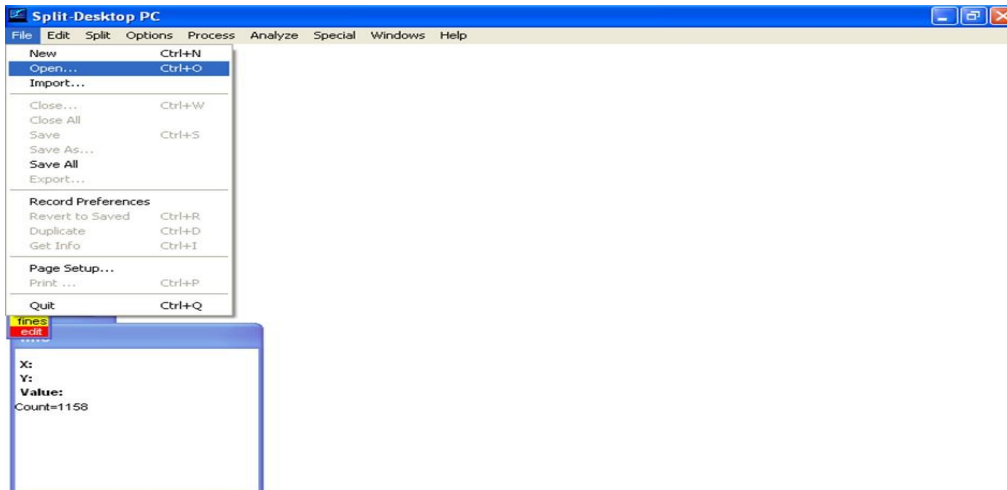 Split-Desktop PC
File Edit Split Options Process Analyze Special Windows Help
New Ctrl+N
Open... Ctrl+O
Import...
Close... Ctrl+W
Close All
Save Ctrl+S
Save As...
Save All
Export...
Record Preferences
Revert to Saved Ctrl+R
Duplicate Ctrl+D
Get Info Ctrl+I
Page Setup...
Print ... Ctrl+P
Quit Ctrl+Q
fines
edit
X:
Y:
Value:
Count=1158